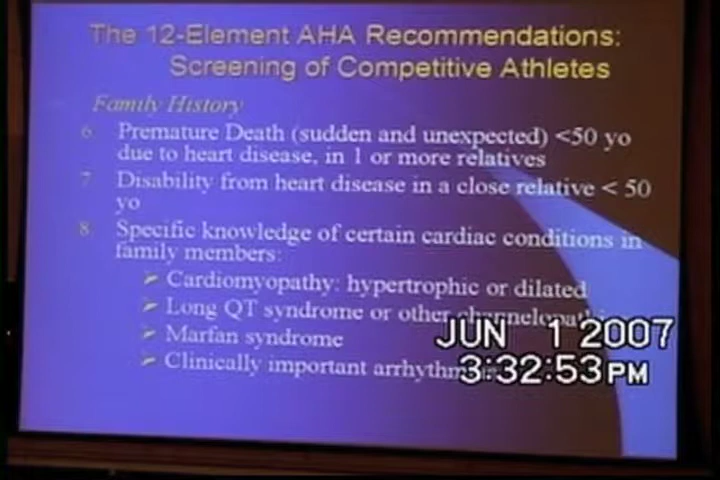 The 12-Element AHA Recommendations:
Screening of Competitive Athletes
Family History
6 Premature Death (sudden and unexpected) <50 yo
due to heart disease, in 1 or more relatives
7 Disability from heart disease in a close relative < 50
yo
8 Specific knowledge of certain cardiac conditions in
family members:
Cardiomyopathy: hypertrophic or dilated
Long QT syndrome or other
Marfan syndrome
Clinically important
JUN 1 2007
3:32:53 PM